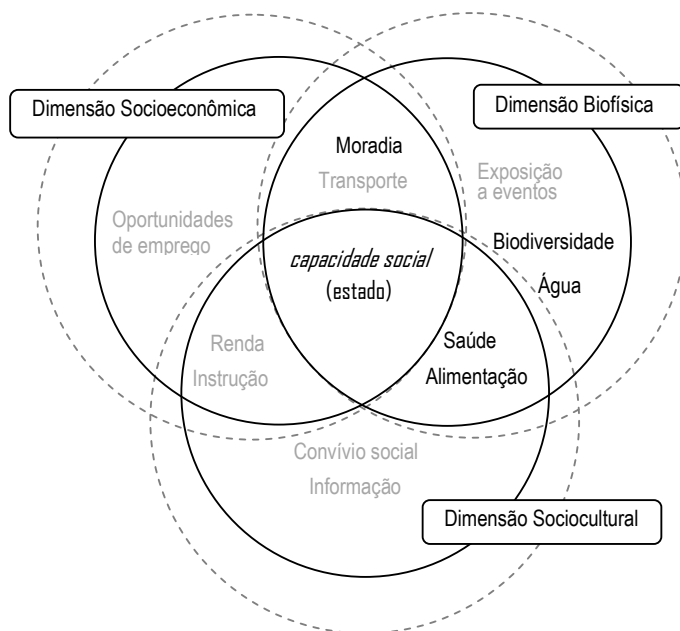 Dimensão Socioeconômica
Dimensão Biofísica
Moradia
Transporte
Exposição
a eventos
Oportunidades
de emprego
Biodiversidade
Água
capacidade social
(estado)
Renda
Instrução
Saúde
Alimentação
Convívio social
Informação
Dimensão Sociocultural